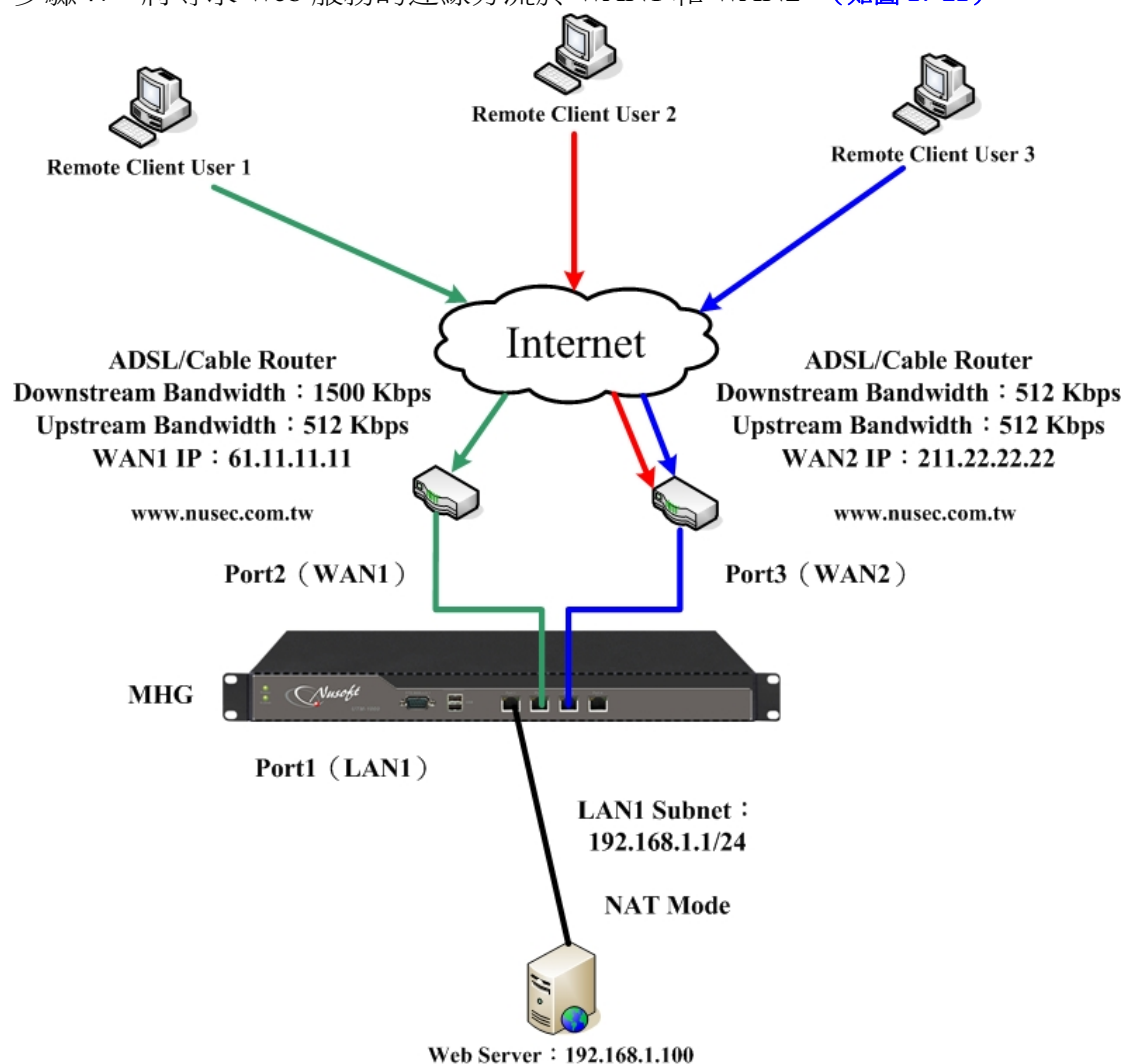 Remote Client User 2
Remote Client User 1
Remote Client User 3
Internet
ADSL/Cable Router
Downstream Bandwidth：1500 Kbps
Upstream Bandwidth：512 Kbps
WAN1 IP：61.11.11.11
www.nusec.com.tw
ADSL/Cable Router
Downstream Bandwidth：512 Kbps
Upstream Bandwidth：512 Kbps
WAN2 IP：211.22.22.22
www.nusec.com.tw
Port2（WAN1）
Port3（WAN2）
MHG
Nusoft
Port1（LAN1）
LAN1 Subnet：
192.168.1.1/24
NAT Mode
Web Server：192.168.1.100